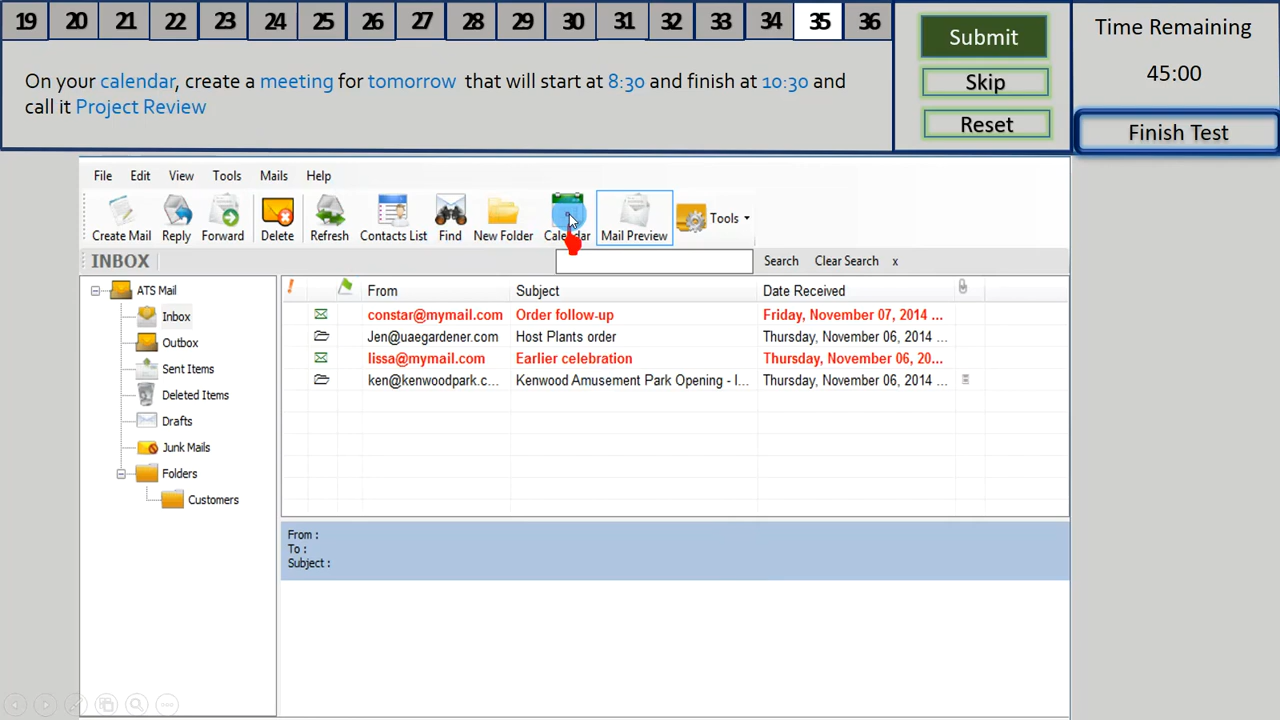 19 20 21 22 23 24 25 26 27 28 29 30 31 32 33 34 35 36
On your calendar, create a meeting for tomorrow that will start at 8:30 and finish at 10:30 and
call it Project Review
Submit
Skip
Reset
Time Remaining
45:00
Finish Test
File Edit View Tools Mails Help
Create Mail Reply Forward Delete Refresh Contacts List Find New Folder Calendar Mail Preview Tools
INBOX
Search Clear Search x
ATS Mail
Inbox
Outbox
Sent Items
Deleted Items
Drafts
Junk Mails
Folders
Customers
! From Subject Date Received
constar@mymail.com Order follow-up Friday, November 07, 2014 ...
Jen@uaegardener.com Host Plants order Thursday, November 06, 2014 ...
lissa@mymail.com Earlier celebration Thursday, November 06, 20...
ken@kenwoodpark.c... Kenwood Amusement Park Opening - I... Thursday, November 06, 2014 ...
From :
To :
Subject :